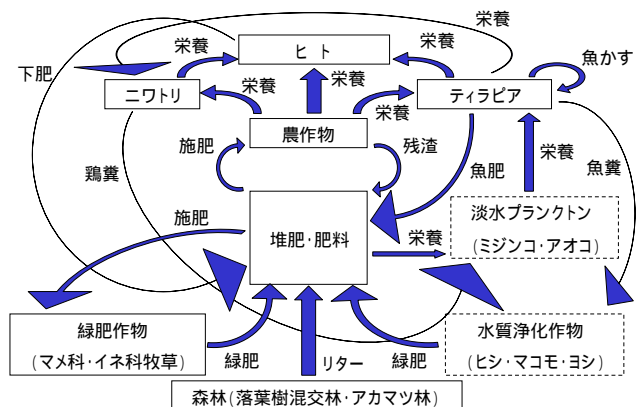 栄養
ヒト
栄養
栄養
下肥
魚かす
ニワトリ
栄養
ティラピア
栄養
農作物
施肥
残渣
鶏糞
魚肥
栄養
魚糞
施肥
堆肥・肥料
栄養
淡水プランクトン
(ミジンコ・アオコ)
緑肥作物
(マメ科・イネ科牧草)
緑肥
リター
緑肥
水質浄化作物
(ヒシ・マコモ・ヨシ)
森林(落葉樹混交林・アカマツ林)